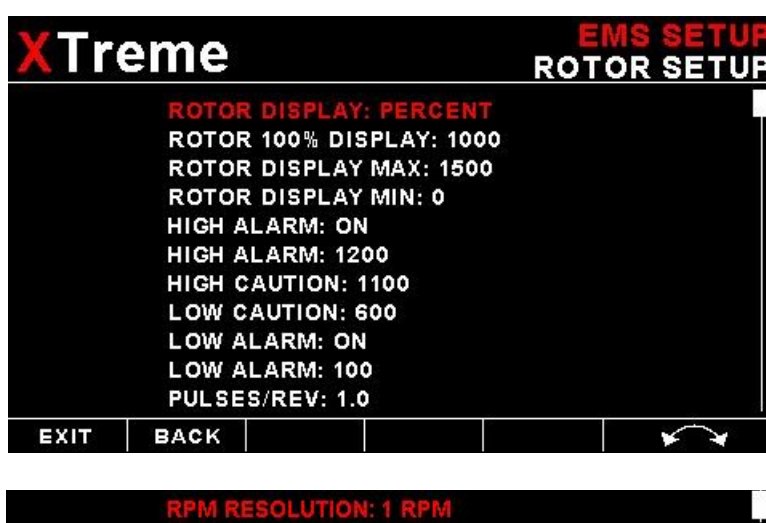 XTreme
EMS SETUP
ROTOR SETUP
ROTOR DISPLAY: PERCENT
ROTOR 100% DISPLAY: 1000
ROTOR DISPLAY MAX: 1500
ROTOR DISPLAY MIN: 0
HIGH ALARM: ON
HIGH ALARM: 1200
HIGH CAUTION: 1100
LOW CAUTION: 600
LOW ALARM: ON
LOW ALARM: 100
PULSES/REV: 1.0
EXIT BACK
RPM RESOLUTION: 1 RPM